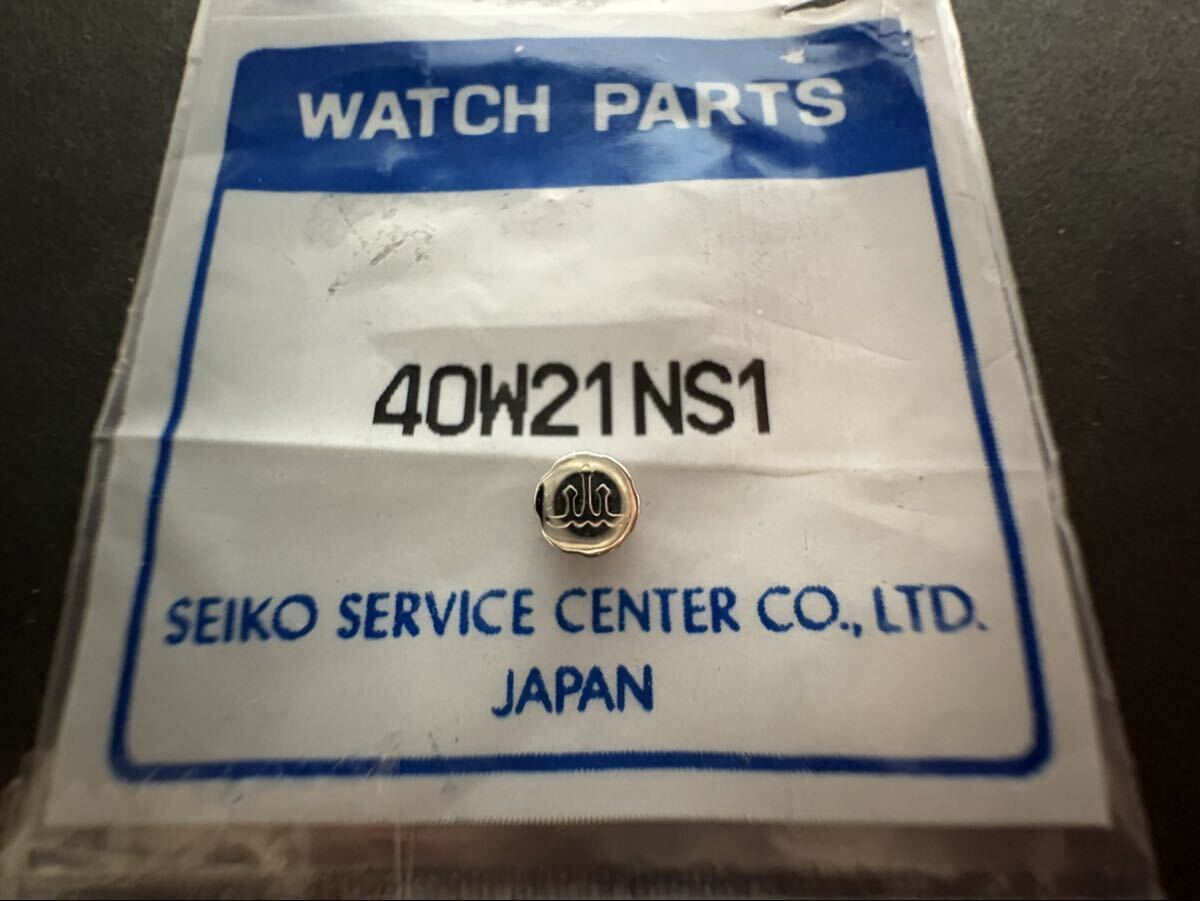 WATCH PARTS
40W21NS1
SEIKO SERVICE CENTER CO., LTD.
JAPAN